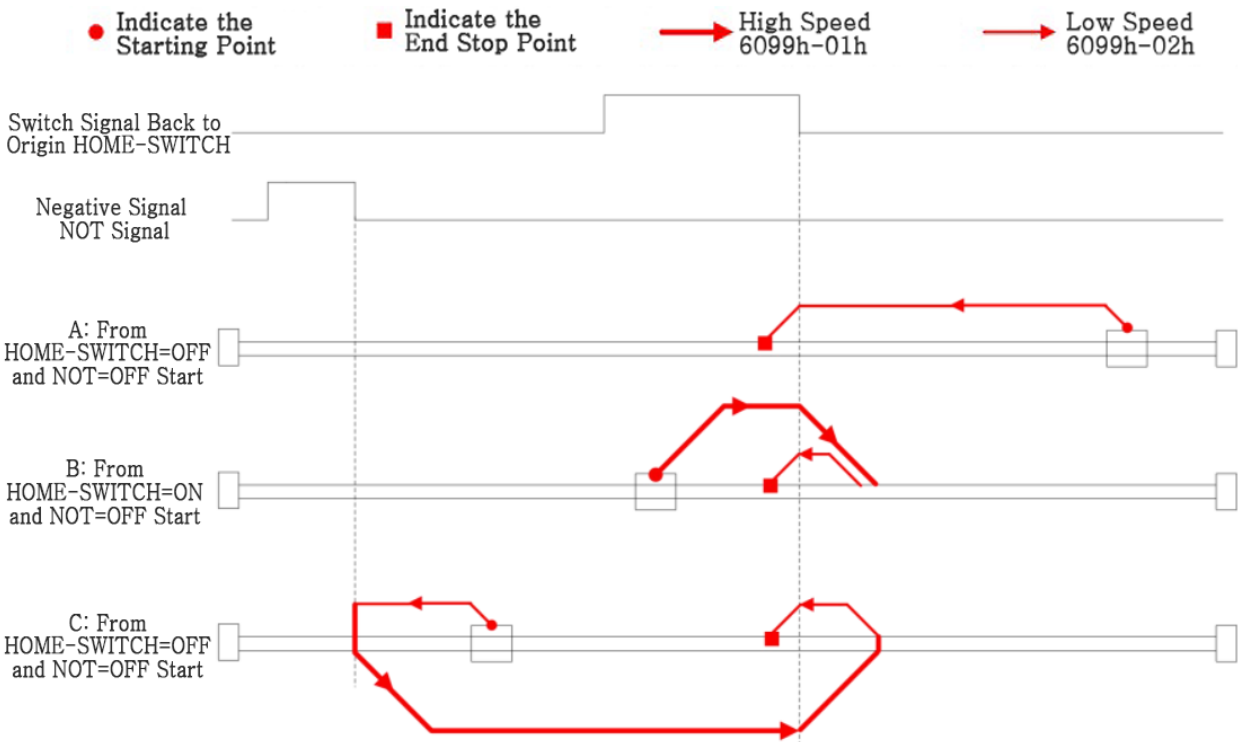 Indicate the
Starting Point
Indicate the
End Stop Point
High Speed
6099h-01h
Low Speed
6099h-02h
Switch Signal Back to
Origin HOME-SWITCH
Negative Signal
NOT Signal
A: From
HOME-SWITCH=OFF
and NOT=OFF Start
B: From
HOME-SWITCH=ON
and NOT=OFF Start
C: From
HOME-SWITCH=OFF
and NOT=OFF Start